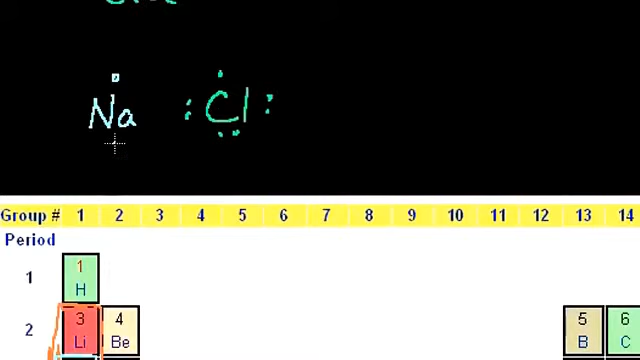 Na :Cl:
Group # 1 2 3 4 5 6 7 8 9 10 11 12 13 14
Period
1
1
H
2
3 4 5 6
Li Be B C